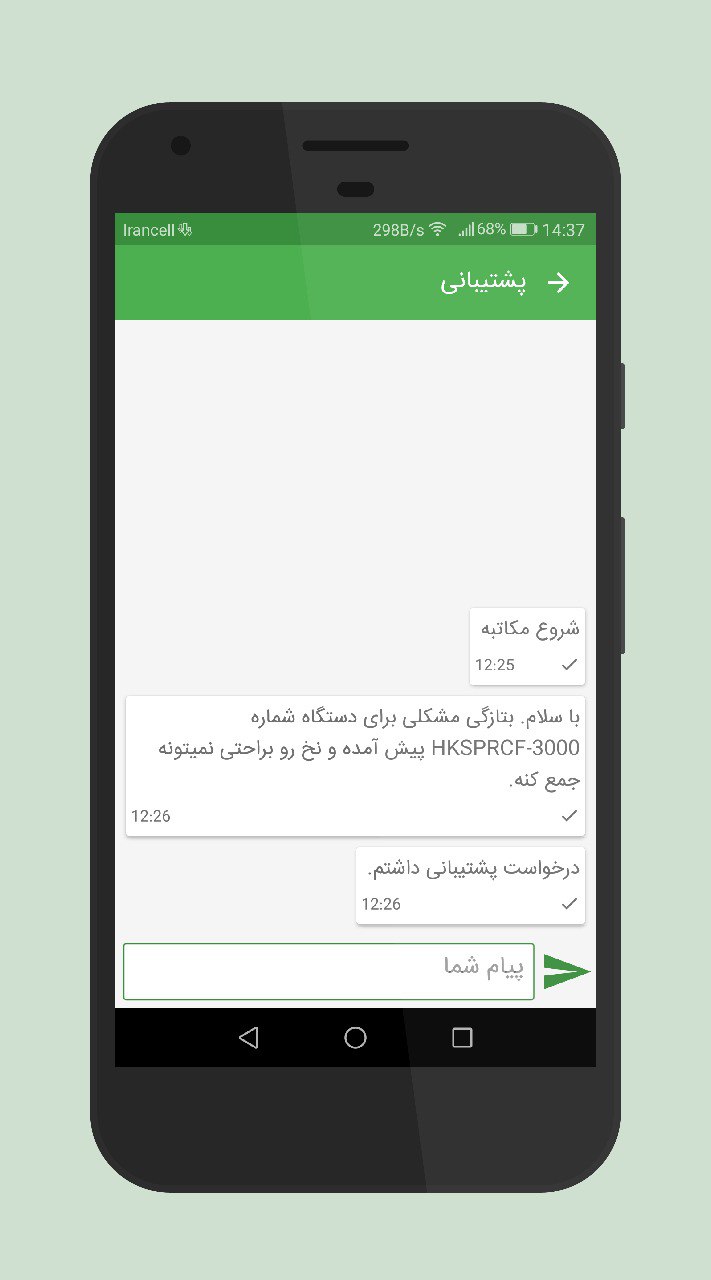 Irancell 298B/s 68% 14:37
پشتیبانی
شروع مکاتبه
12:25
با سلام. بتازگی مشکلی برای دستگاه شماره
HKSPRCF-3000 پیش آمده و نخ رو براحتی نمیتونه
جمع کنه.
12:26
درخواست پشتیبانی داشتم.
12:26
پیام شما